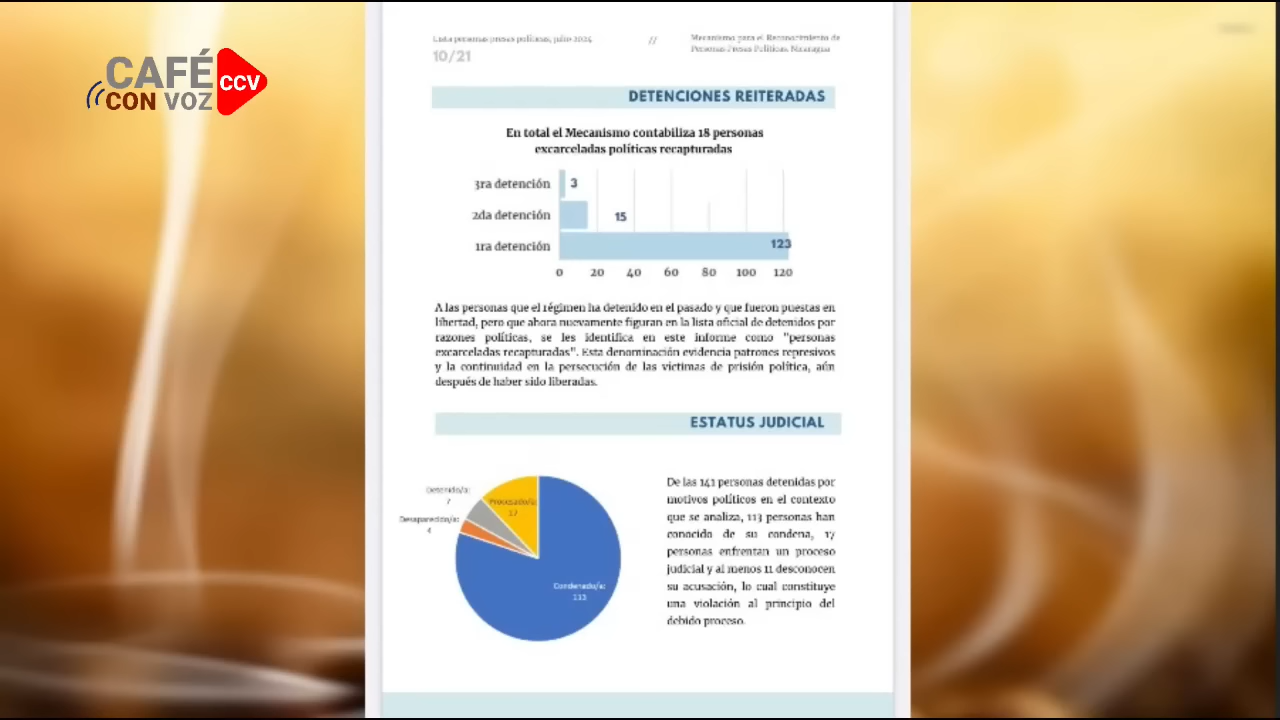 CAFÉ
CON VOZ
CCV
Lista personas presas políticas, julio 2024
//
Mecanismo para el Reconocimiento de
Personas Presas Políticas, Nicaragua
10/21
DETENCIONES REITERADAS
En total el Mecanismo contabiliza 18 personas
excarceladas políticas recapturadas
3ra detención 3
2da detención 15
1ra detención 123
0 20 40 60 80 100 120
A las personas que el régimen ha detenido en el pasado y que fueron puestas en
libertad, pero que ahora nuevamente figuran en la lista oficial de detenidos por
razones políticas, se les identifica en este informe como "personas
excarceladas recapturadas". Esta denominación evidencia patrones represivos
y la continuidad en la persecución de las víctimas de prisión política, aún
después de haber sido liberadas.
ESTATUS JUDICIAL
Detenido/a:
7
Procesado/a:
17
Desaparecido/a:
4
Condenado/a:
113
De las 141 personas detenidas por
motivos políticos en el contexto
que se analiza, 113 personas han
conocido de su condena, 17
personas enfrentan un proceso
judicial y al menos 11 desconocen
su acusación, lo cual constituye
una violación al principio del
debido proceso.